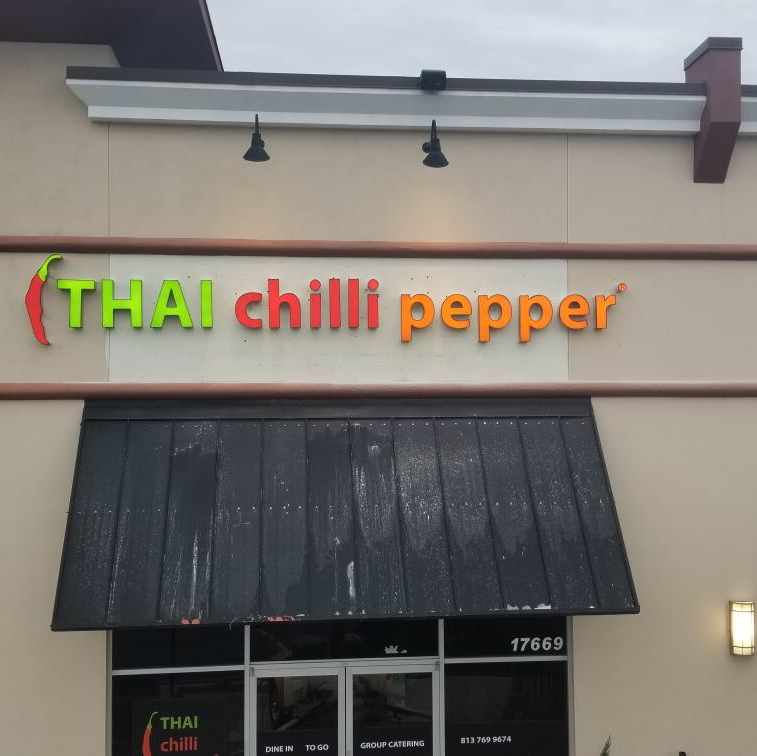 THAI chilli pepper
17669
THAI
chilli
DINE IN TO GO
GROUP CATERING
813 769 9674